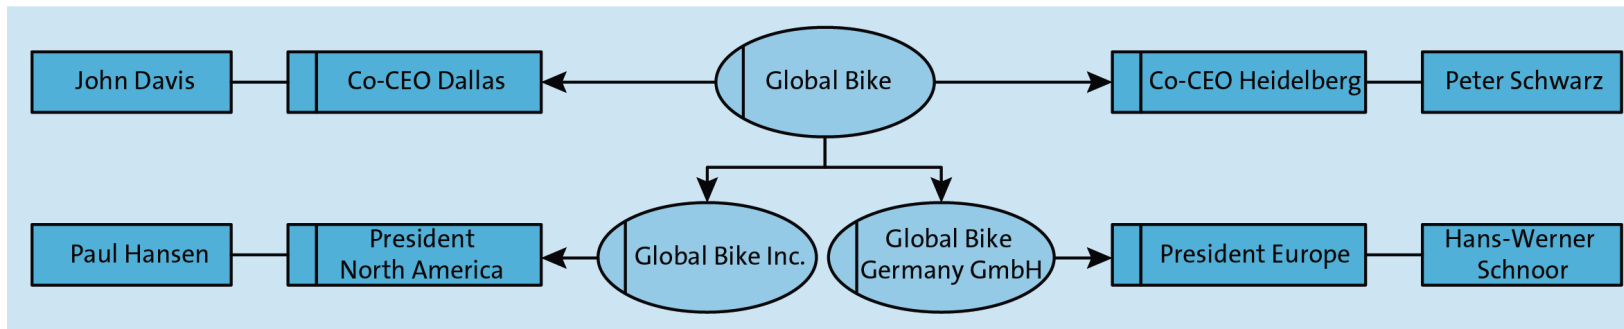 John Davis
Co-CEO Dallas
Global Bike
Co-CEO Heidelberg
Peter Schwarz
Paul Hansen
President
North America
Global Bike Inc.
Global Bike
Germany GmbH
President Europe
Hans-Werner
Schnoor